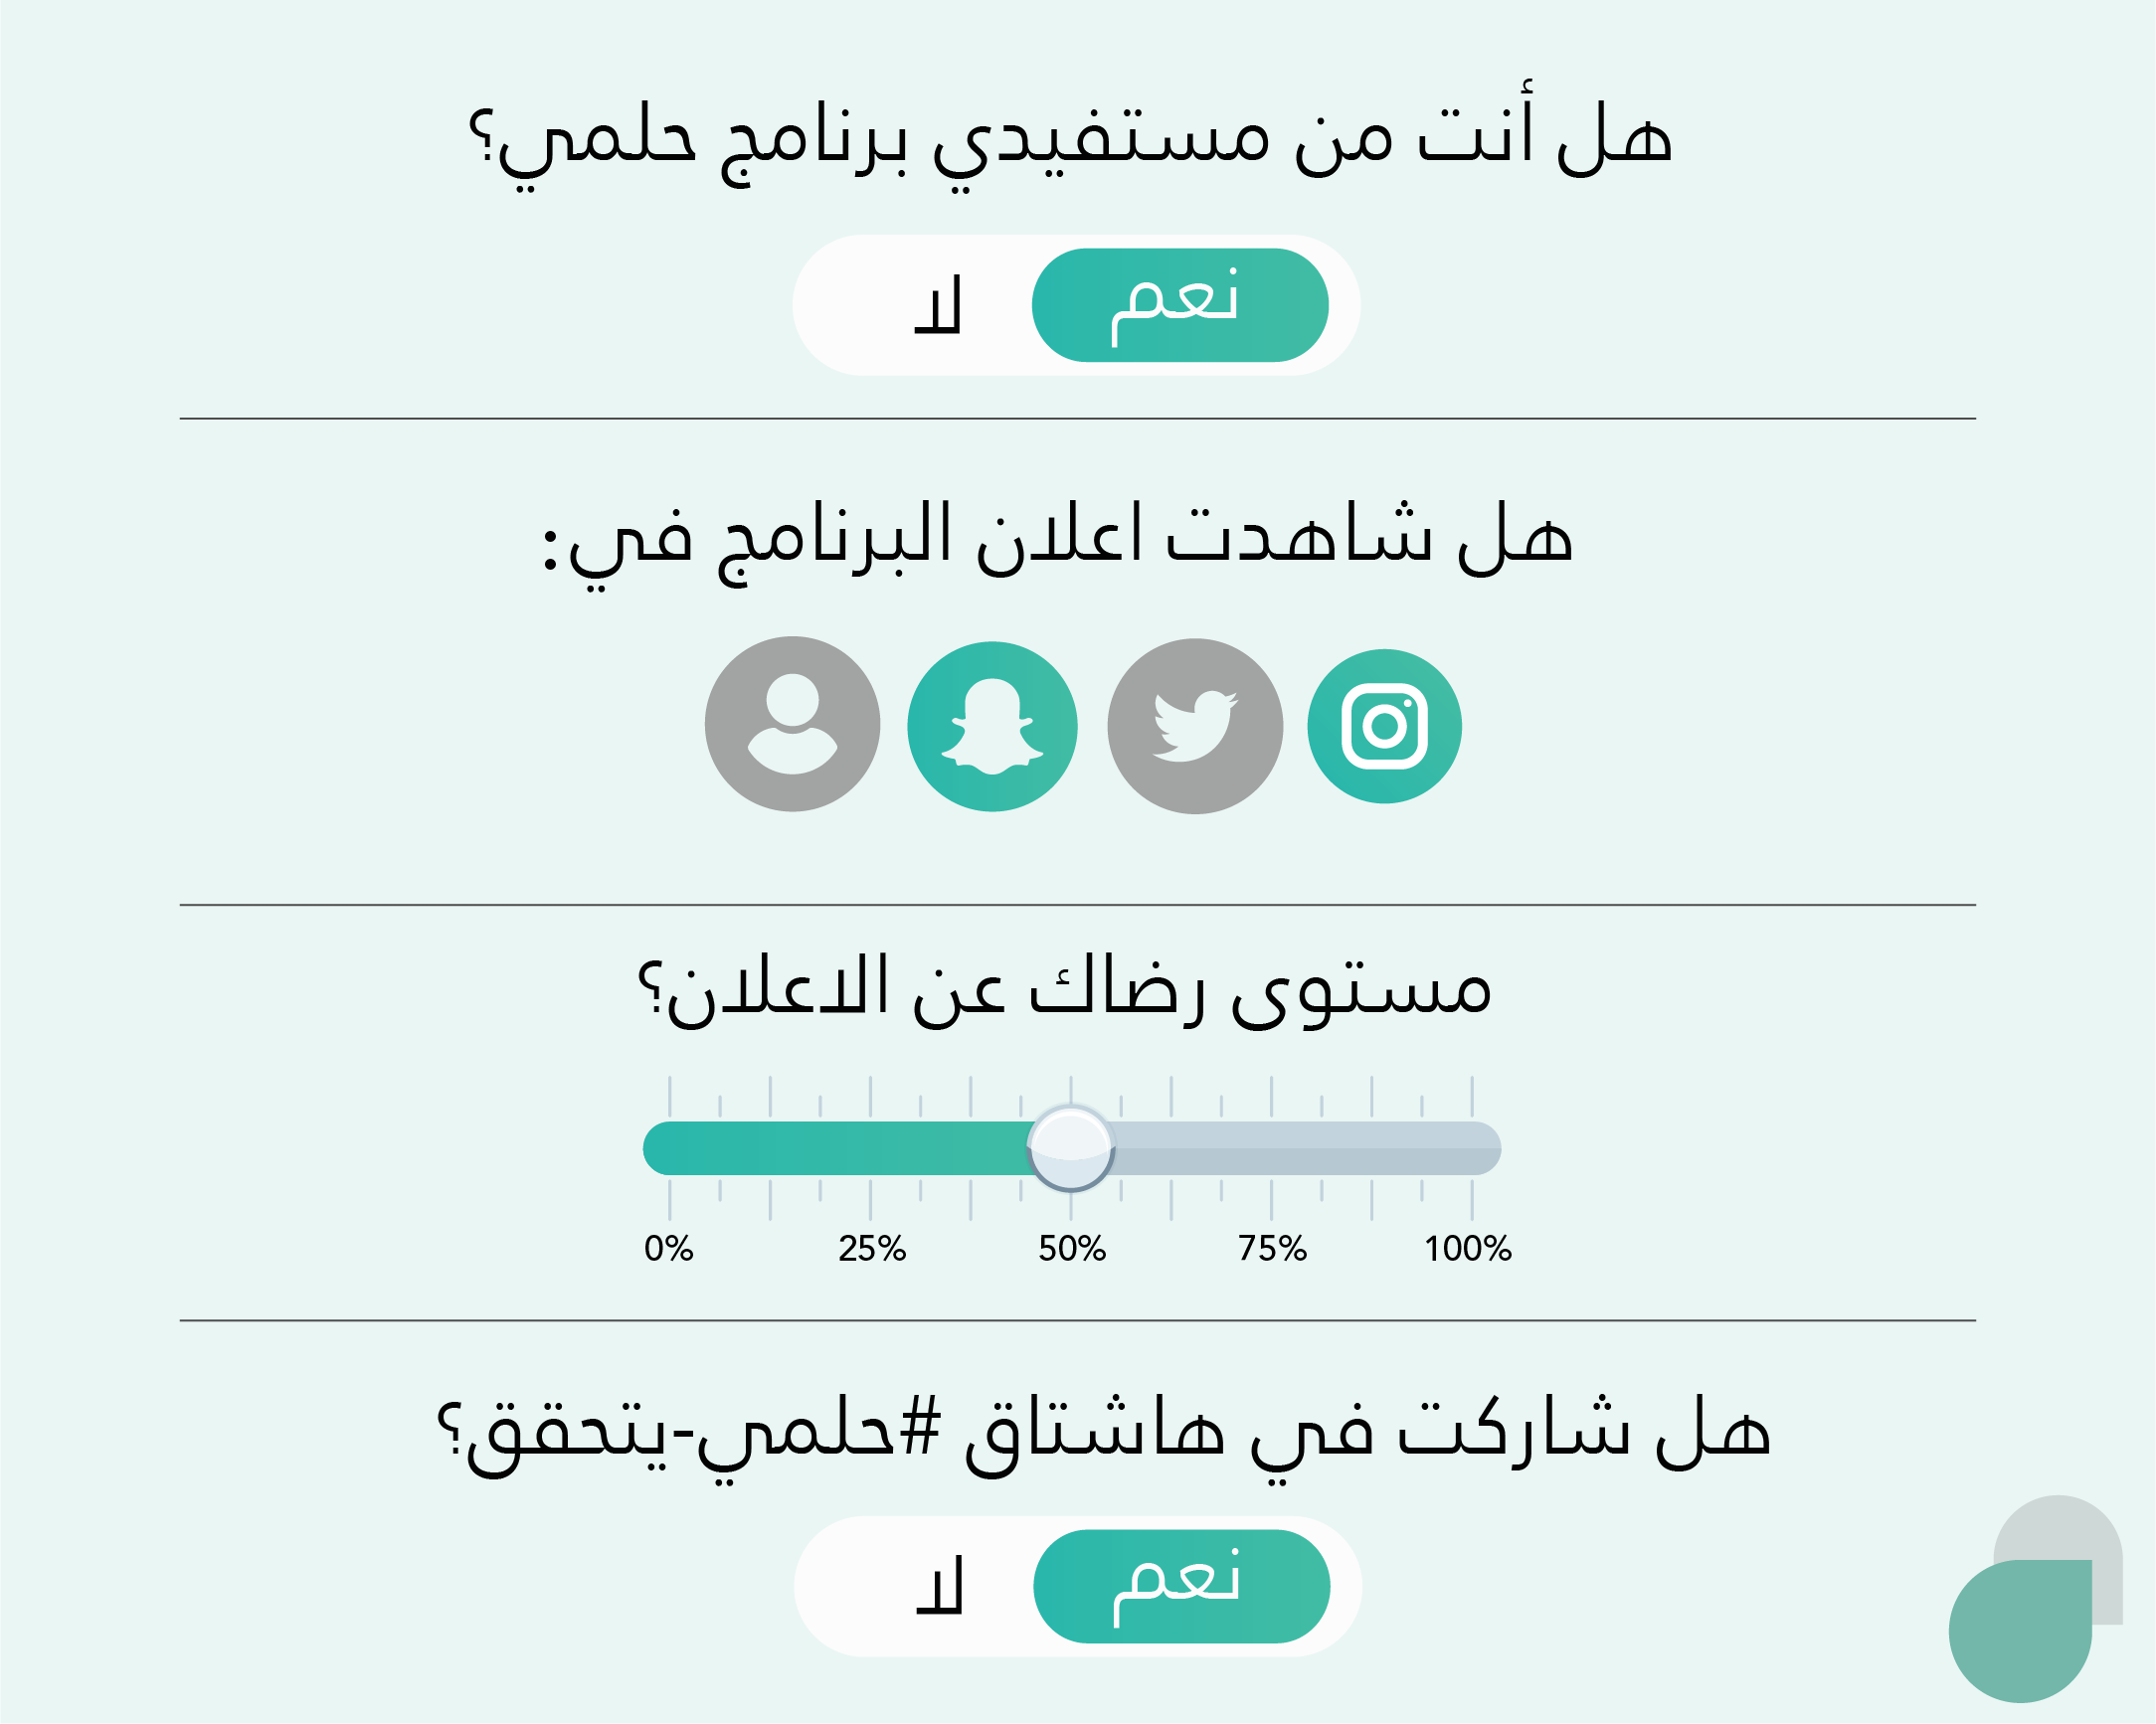 هل أنت من مستفيدي برنامج حلمي؟
نعم لا
هل شاهدت اعلان البرنامج في:
مستوى رضاك عن الاعلان؟
0% 25% 50% 75% 100%
هل شاركت في هاشتاق #حلمي-يتحقق؟
نعم لا